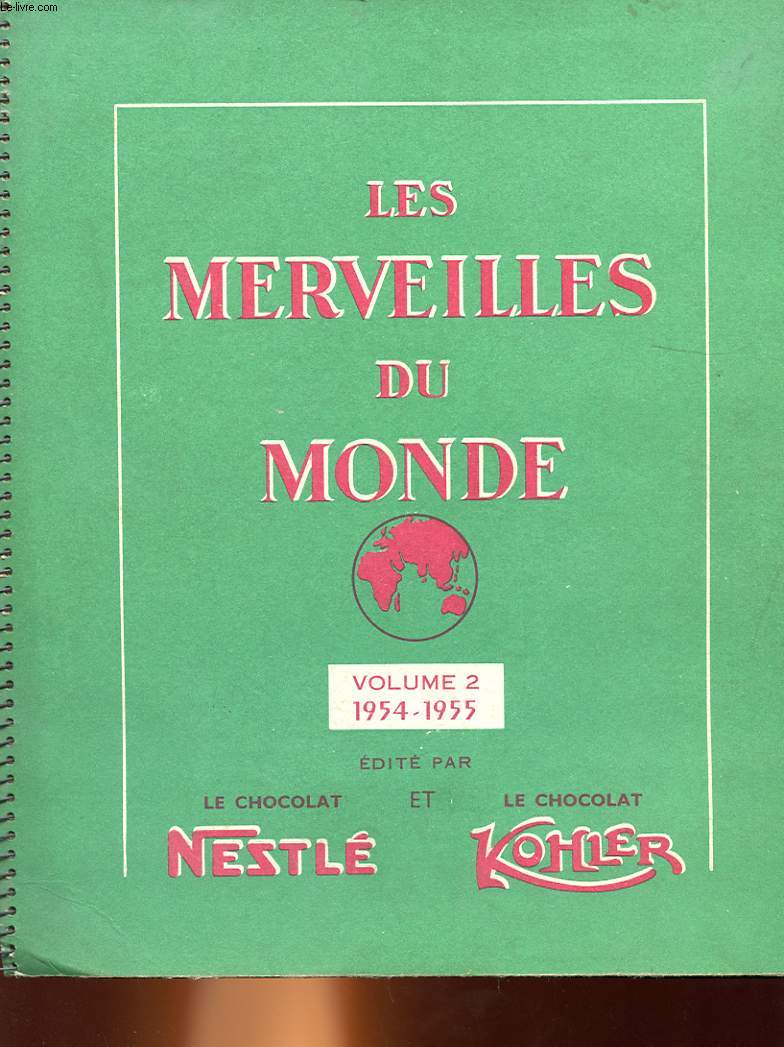 Le-livre.com
LES
MERVEILLES
DU
MONDE
VOLUME 2
1954-1955
ÉDITÉ PAR
LE CHOCOLAT ET LE CHOCOLAT
NESTLÉ KOHLER